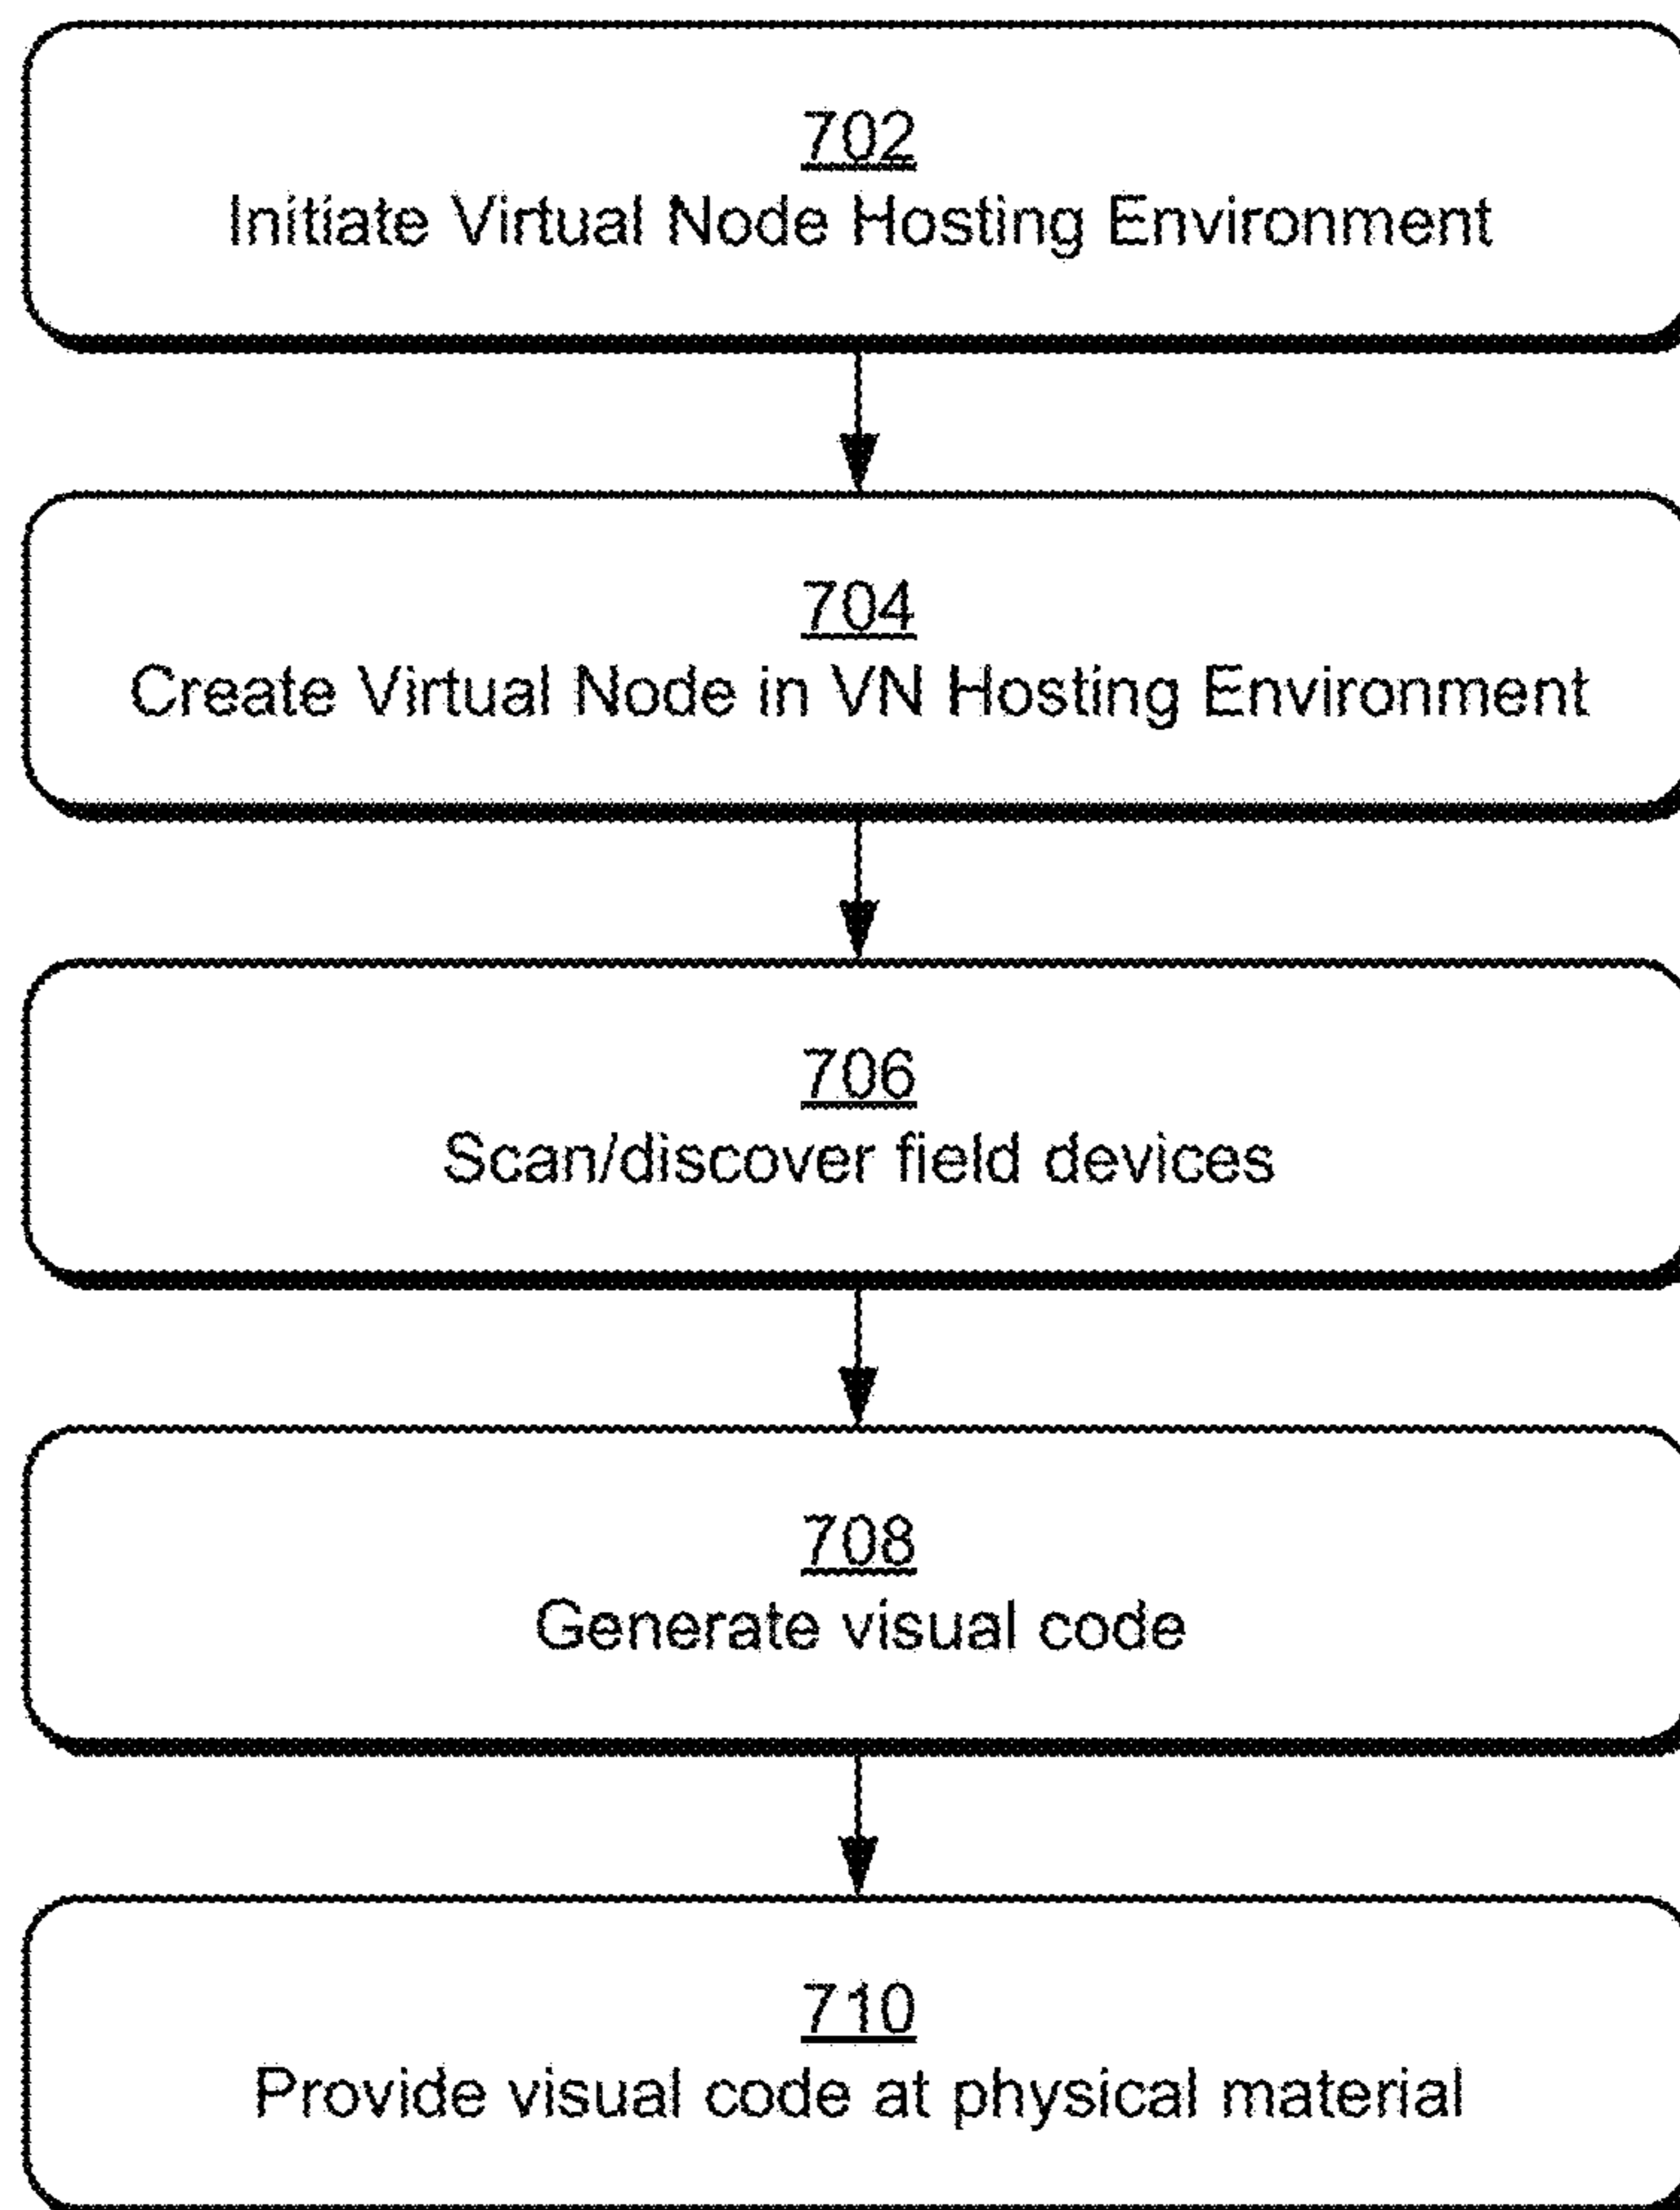 702
Initiate Virtual Node Hosting Environment
704
Create Virtual Node in VN Hosting Environment
706
Scan/discover field devices
708
Generate visual code
710
Provide visual code at physical material